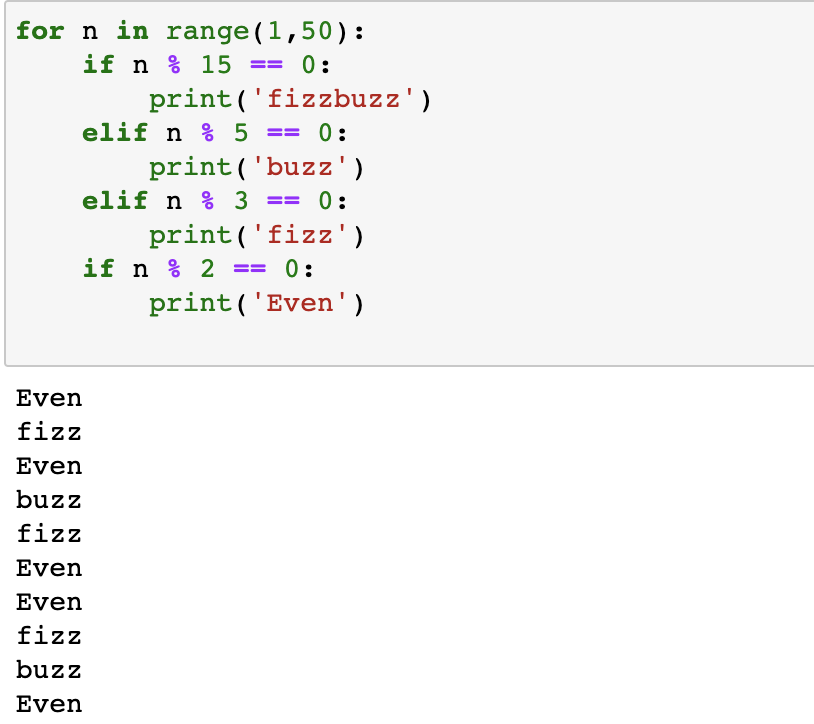 for n in range(1,50):
    if n % 15 == 0:
        print('fizzbuzz')
    elif n % 5 == 0:
        print('buzz')
    elif n % 3 == 0:
        print('fizz')
    if n % 2 == 0:
        print('Even')
Even
fizz
Even
buzz
fizz
Even
Even
fizz
buzz
Even